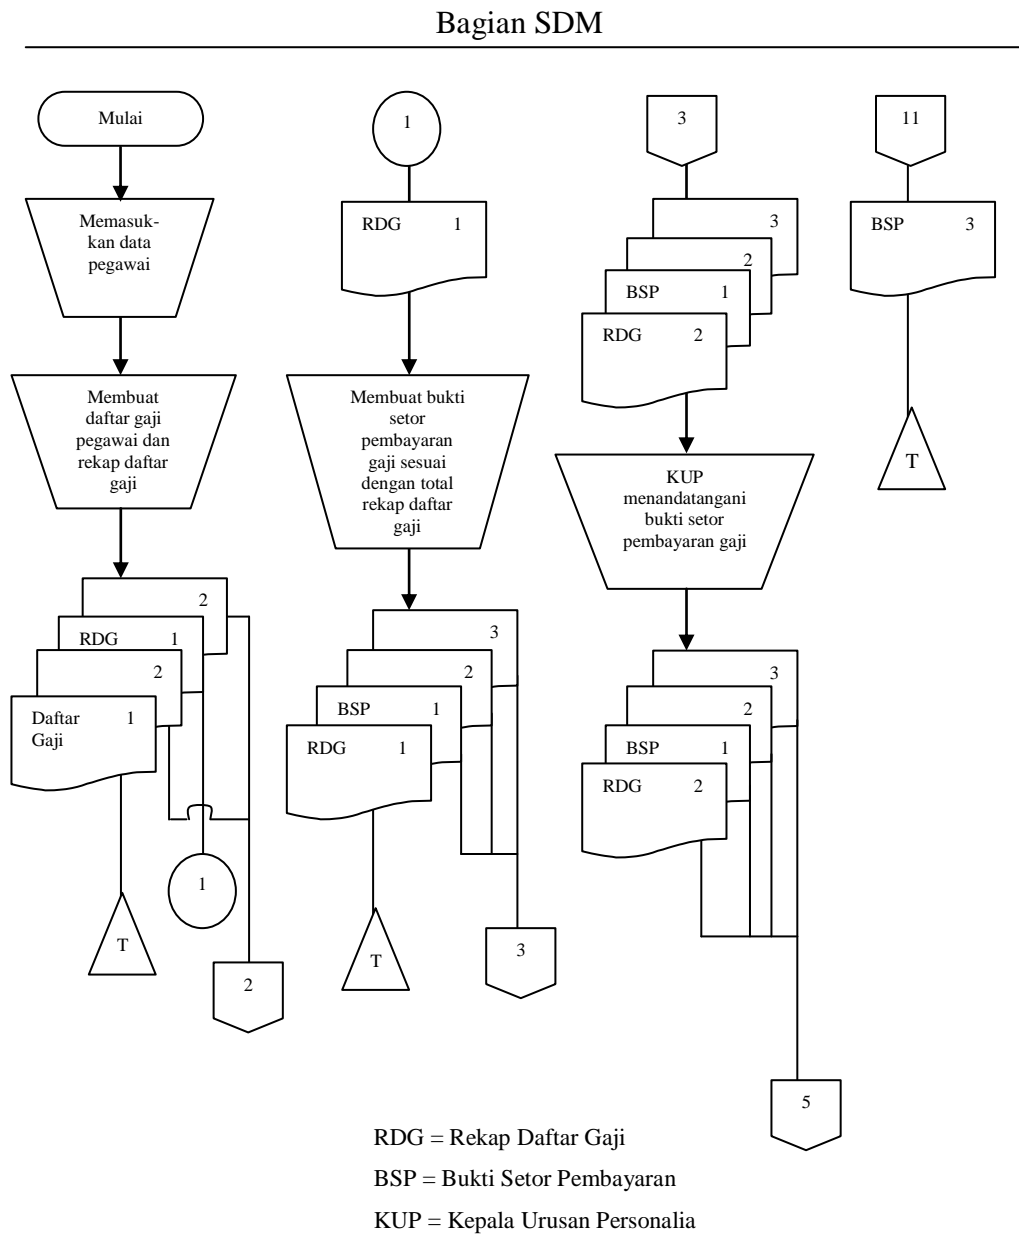 Bagian SDM
Mulai
Memasuk-
kan data
pegawai
Membuat
daftar gaji
pegawai dan
rekap daftar
gaji
2
RDG 1
2
Daftar 1
Gaji
T
1
2
1
RDG 1
Membuat bukti
setor
pembayaran
gaji sesuai
dengan total
rekap daftar
gaji
3
2
BSP 1
RDG 1
T
3
3
3
2
BSP 1
RDG 2
KUP
menandatangani
bukti setor
pembayaran gaji
3
2
BSP 1
RDG 2
5
11
BSP 3
T
RDG = Rekap Daftar Gaji
BSP = Bukti Setor Pembayaran
KUP = Kepala Urusan Personalia